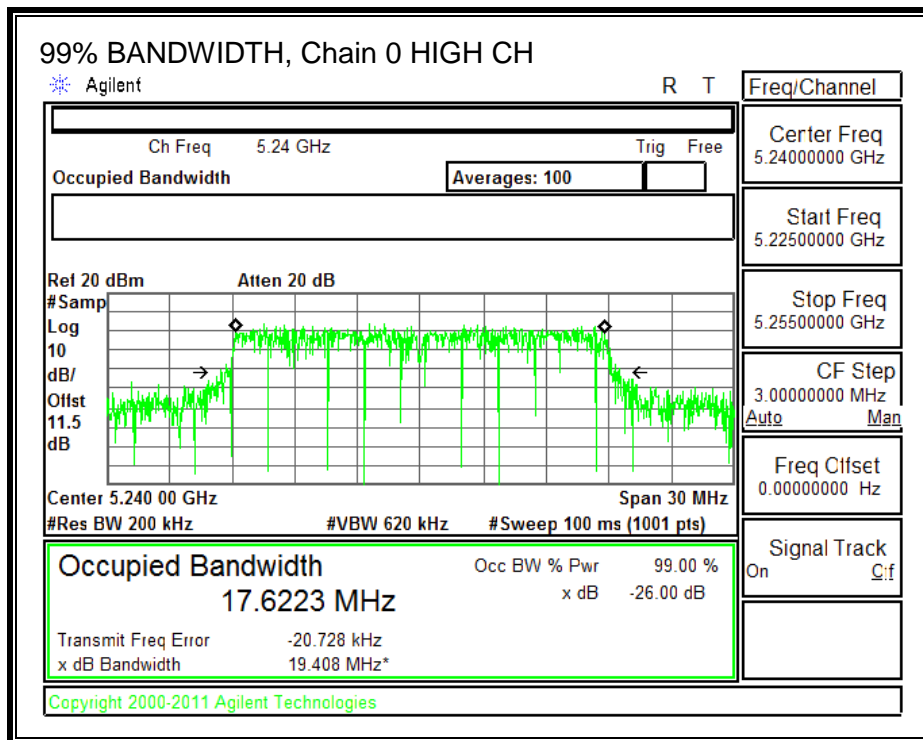 99% BANDWIDTH, Chain 0 HIGH CH
Agilent R T
Freq/Channel
Ch Freq 5.24 GHz Trig Free
Occupied Bandwidth Averages: 100
Center Freq
5.24000000 GHz
Start Freq
5.22500000 GHz
Stop Freq
5.25500000 GHz
CF Step
3.00000000 MHz
Auto Man
Freq Offset
0.00000000 Hz
Signal Track
On Off
Ref 20 dBm Atten 20 dB
#Samp
Log
10
dB/
Offst
11.5
dB
Center 5.240 00 GHz Span 30 MHz
#Res BW 200 kHz #VBW 620 kHz #Sweep 100 ms (1001 pts)
Occupied Bandwidth Occ BW % Pwr 99.00 %
17.6223 MHz x dB -26.00 dB
Transmit Freq Error -20.728 kHz
x dB Bandwidth 19.408 MHz*
Copyright 2000-2011 Agilent Technologies